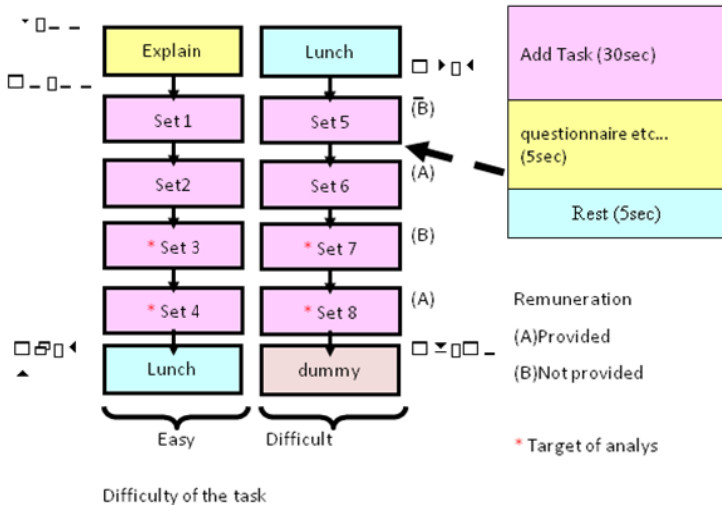 Explain
Set 1
Set2
* Set 3
* Set 4
Lunch
Easy
Lunch
Set 5
Set 6
* Set 7
* Set 8
dummy
Difficult
(B)
(A)
(B)
(A)
Difficulty of the task
Add Task (30sec)
questionnaire etc...
(5sec)
Rest (5sec)
Remuneration
(A)Provided
(B)Not provided
* Target of analys